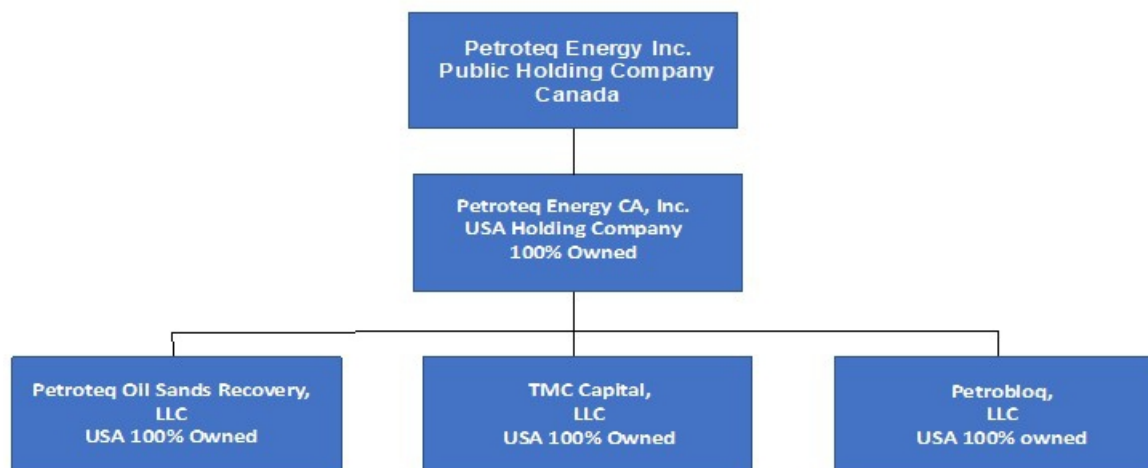 Petroteq Energy Inc.
Public Holding Company
Canada
Petroteq Energy CA, Inc.
USA Holding Company
100% Owned
Petroteq Oil Sands Recovery,
LLC
USA 100% Owned
TMC Capital,
LLC
USA 100% Owned
Petrobloq,
LLC
USA 100% owned